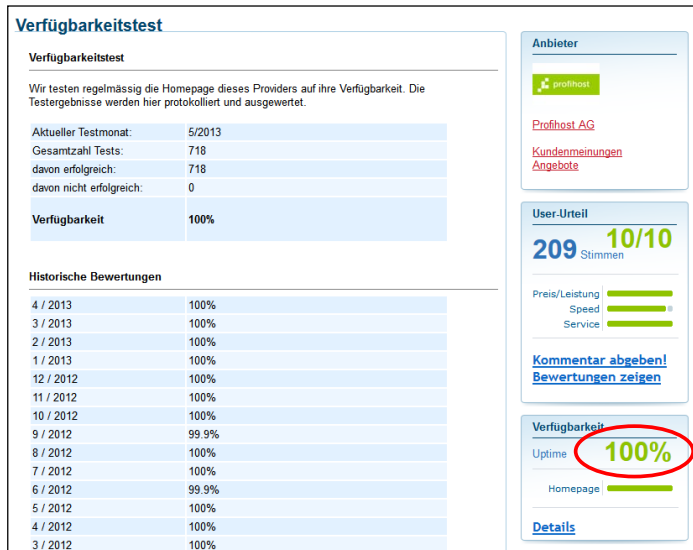 Verfügbarkeitstest
Verfügbarkeitstest
Wir testen regelmässig die Homepage dieses Providers auf ihre Verfügbarkeit. Die
Testergebnisse werden hier protokolliert und ausgewertet.
Aktueller Testmonat: 5/2013
Gesamtzahl Tests: 718
davon erfolgreich: 718
davon nicht erfolgreich: 0
Verfügbarkeit 100%
Historische Bewertungen
4 / 2013 100%
3 / 2013 100%
2 / 2013 100%
1 / 2013 100%
12 / 2012 100%
11 / 2012 100%
10 / 2012 100%
9 / 2012 99.9%
8 / 2012 100%
7 / 2012 100%
6 / 2012 99.9%
5 / 2012 100%
4 / 2012 100%
3 / 2012 100%
Anbieter
profihost
Profihost AG
Kundenmeinungen
Angebote
User-Urteil
209 Stimmen 10/10
Preis/Leistung
Speed
Service
Kommentar abgeben!
Bewertungen zeigen
Verfügbarkeit
Uptime 100%
Homepage
Details